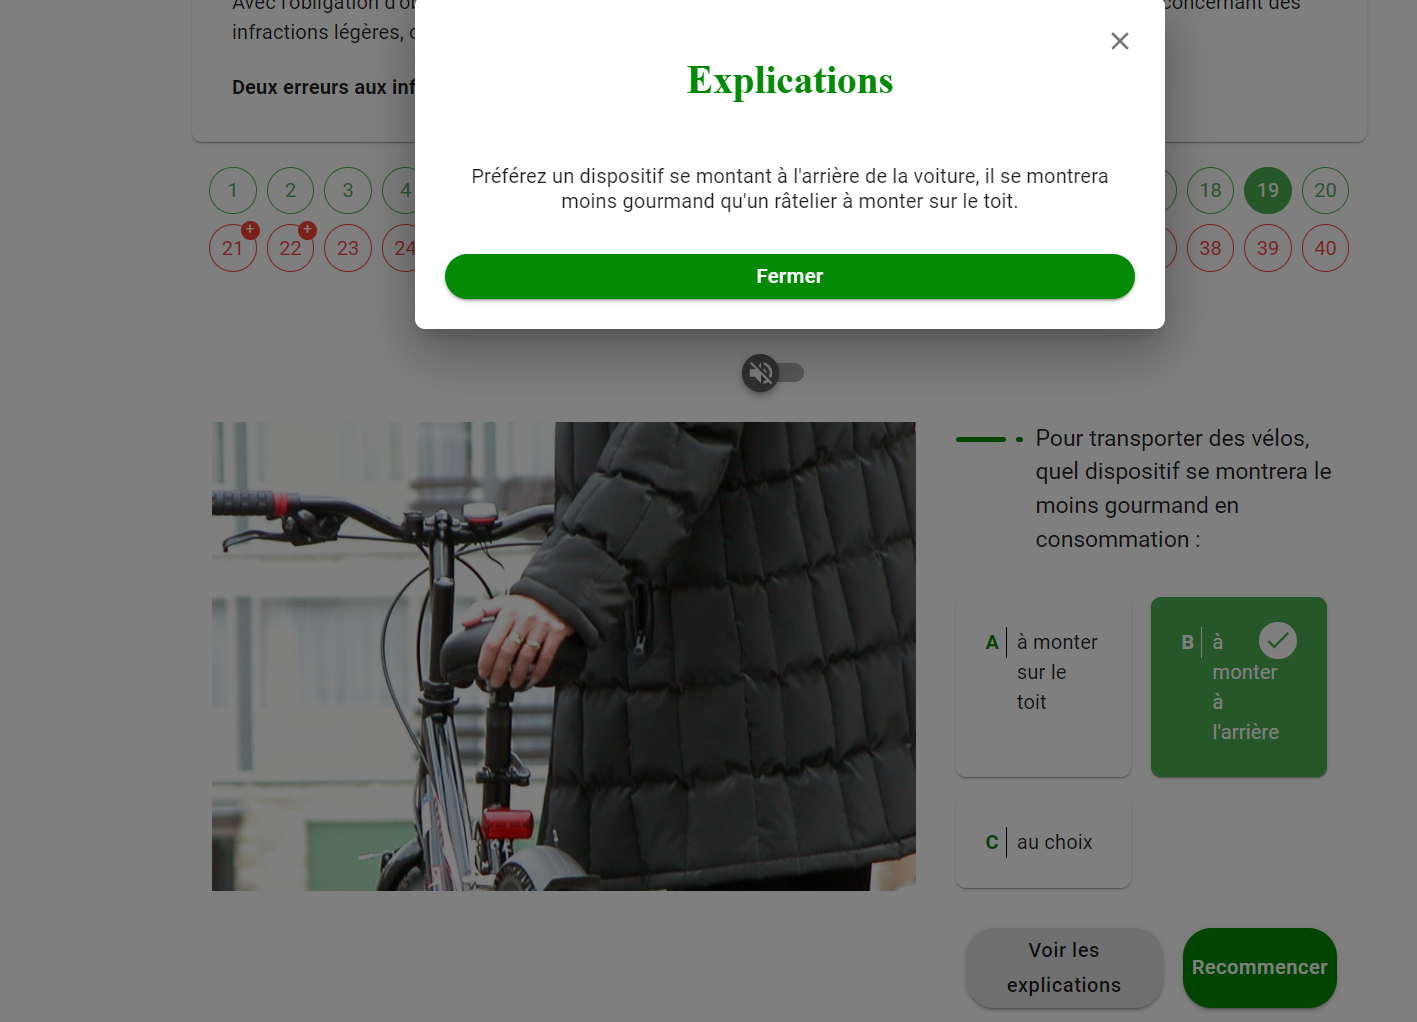 Avec l'obligation d'ob
concernant des
infractions légères, c
Deux erreurs aux inf
Explications
Préférez un dispositif se montant à l'arrière de la voiture, il se montrera
moins gourmand qu'un râtelier à monter sur le toit.
Fermer
1 2 3 4 18 19 20
21 + 22 + 23 24 38 39 40
Pour transporter des vélos,
quel dispositif se montrera le
moins gourmand en
consommation :
A à monter
sur le
toit
B à
monter
à
l'arrière
C au choix
Voir les
explications
Recommencer